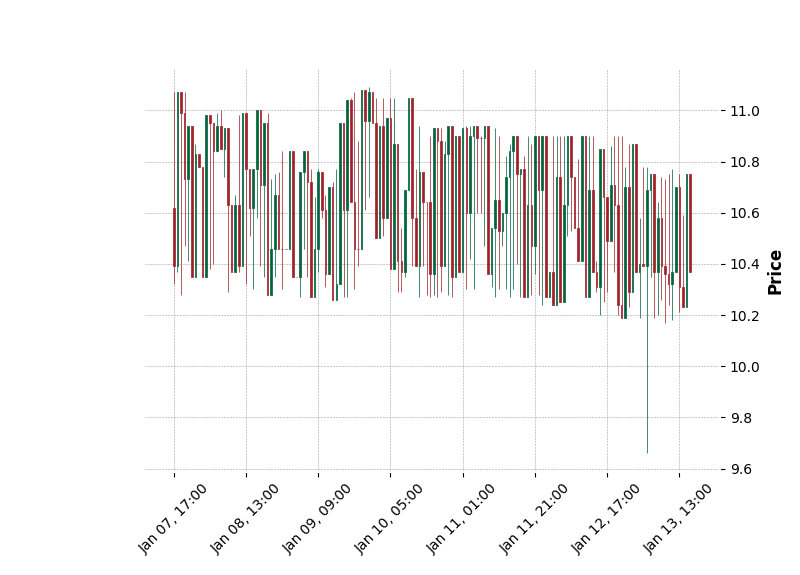 11.0
10.8
10.6
10.4
10.2
10.0
9.8
9.6
Price
Jan 07, 17:00
Jan 08, 13:00
Jan 09, 09:00
Jan 10, 05:00
Jan 11, 01:00
Jan 11, 21:00
Jan 12, 17:00
Jan 13, 13:00